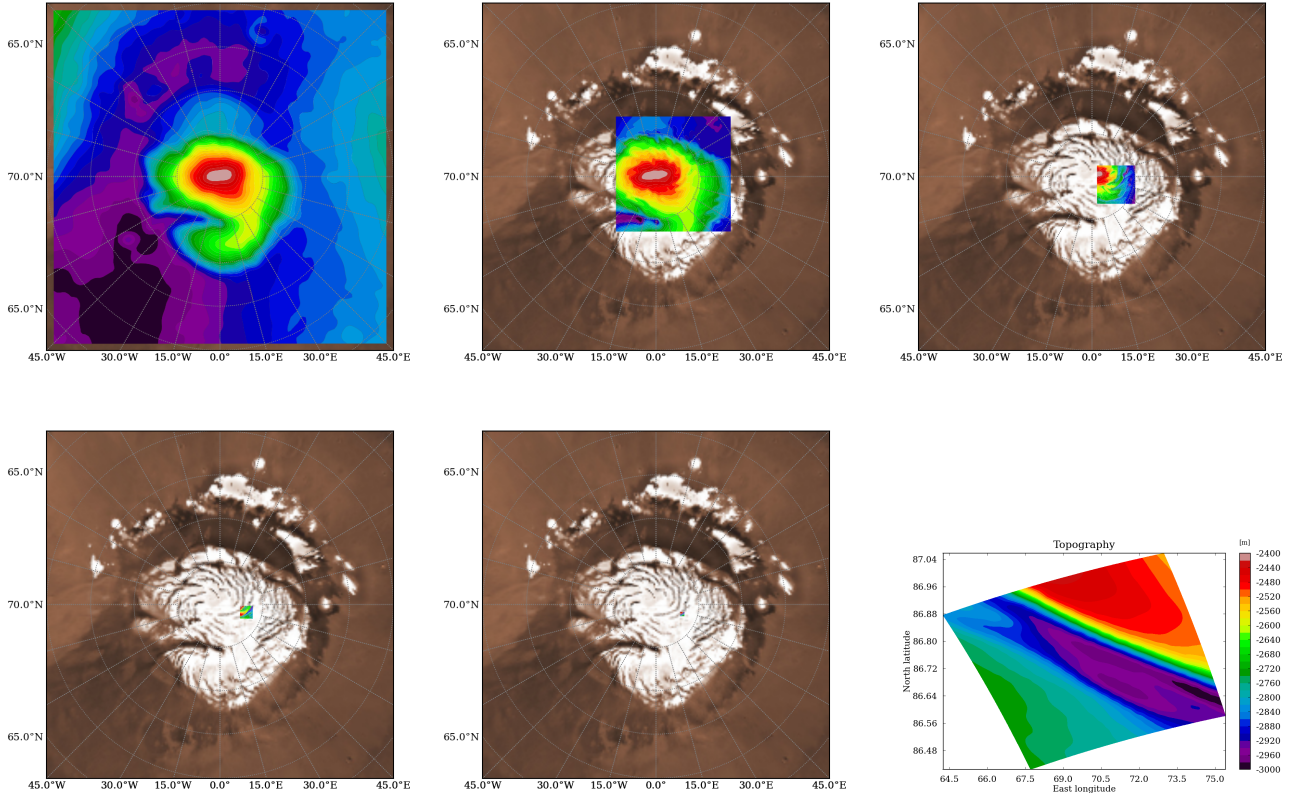 65.0°N
70.0°N
65.0°N
45.0°W 30.0°W 15.0°W 0.0° 15.0°E 30.0°E 45.0°E
65.0°N
70.0°N
65.0°N
45.0°W 30.0°W 15.0°W 0.0° 15.0°E 30.0°E 45.0°E
65.0°N
70.0°N
65.0°N
45.0°W 30.0°W 15.0°W 0.0° 15.0°E 30.0°E 45.0°E
65.0°N
70.0°N
65.0°N
45.0°W 30.0°W 15.0°W 0.0° 15.0°E 30.0°E 45.0°E
65.0°N
70.0°N
65.0°N
45.0°W 30.0°W 15.0°W 0.0° 15.0°E 30.0°E 45.0°E
Topography
North latitude
87.04
86.96
86.88
86.80
86.72
86.64
86.56
86.48
64.5 66.0 67.5 69.0 70.5 72.0 73.5 75.0
East longitude
[m]
-2400
-2440
-2480
-2520
-2560
-2600
-2640
-2680
-2720
-2760
-2800
-2840
-2880
-2920
-2960
-3000